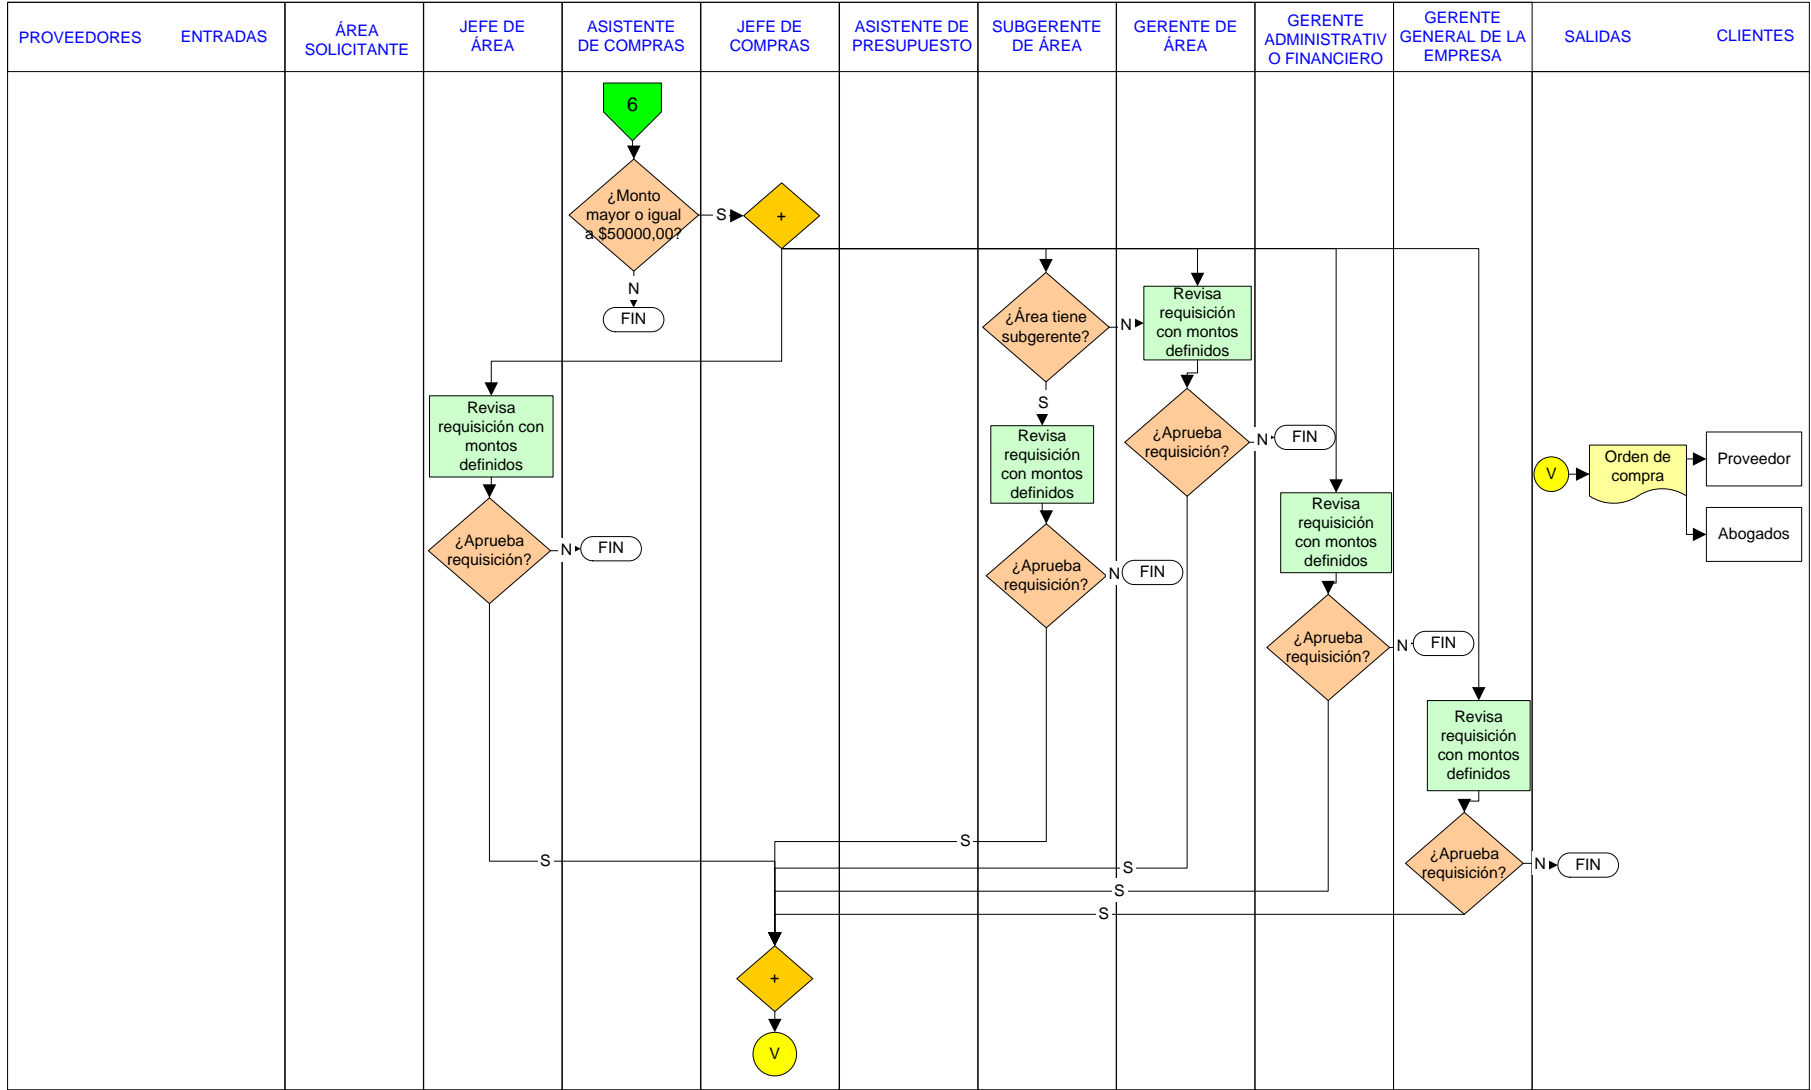 PROVEEDORES
ENTRADAS
ÁREA
SOLICITANTE
JEFE DE
ÁREA
ASISTENTE
DE COMPRAS
JEFE DE
COMPRAS
ASISTENTE DE
PRESUPUESTO
SUBGERENTE
DE ÁREA
GERENTE DE
ÁREA
GERENTE
ADMINISTRATIV
O FINANCIERO
GERENTE
GENERAL DE LA
EMPRESA
SALIDAS
CLIENTES
6
¿Monto
mayor o igual
a $50000,00?
S
+
N
FIN
¿Área tiene
subgerente?
N
Revisa
requisición
con montos
definidos
S
Revisa
requisición con
montos
definidos
Revisa
requisición
con montos
definidos
¿Aprueba
requisición?
N
FIN
V
Orden de
compra
Proveedor
Abogados
Revisa
requisición
con montos
definidos
¿Aprueba
requisición?
N
FIN
¿Aprueba
requisición?
N
FIN
¿Aprueba
requisición?
N
FIN
Revisa
requisición
con montos
definidos
S
S
S
S
S
¿Aprueba
requisición?
N
FIN
+
V